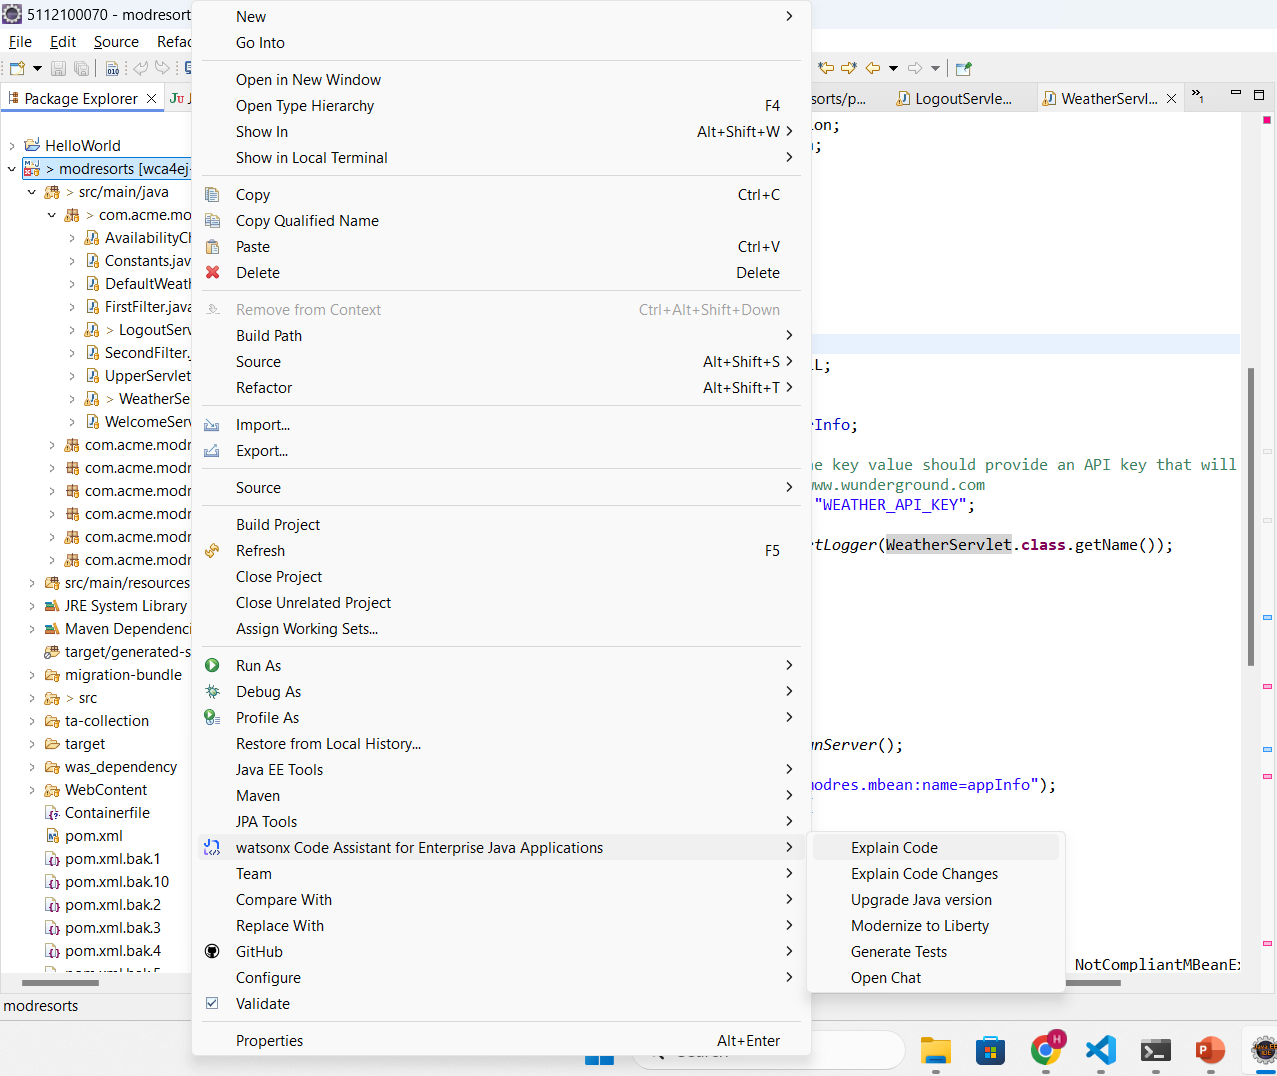 5112100070 - modresorts
File Edit Source Refac
Package Explorer
Ju J
orts/p...
LogoutServle...
WeatherServl...
»1
HelloWorld
> modresorts [wca4ej-
> src/main/java
> com.acme.mo
AvailabilityCh
Constants.jav
DefaultWeath
FirstFilter.java
> LogoutServ
SecondFilter.
UpperServlet
> WeatherSe
WelcomeServ
com.acme.modr
com.acme.modr
com.acme.modr
com.acme.modr
com.acme.modr
com.acme.modr
src/main/resources
JRE System Library
Maven Dependenci
target/generated-s
migration-bundle
> src
ta-collection
target
was_dependency
WebContent
Containerfile
pom.xml
pom.xml.bak.1
pom.xml.bak.10
pom.xml.bak.2
pom.xml.bak.3
pom.xml.bak.4
modresorts
New
Go Into
Open in New Window
Open Type Hierarchy F4
Show In Alt+Shift+W
Show in Local Terminal
Copy Ctrl+C
Copy Qualified Name
Paste Ctrl+V
Delete Delete
Remove from Context Ctrl+Alt+Shift+Down
Build Path
Source Alt+Shift+S
Refactor Alt+Shift+T
Import...
Export...
Source
Build Project
Refresh F5
Close Project
Close Unrelated Project
Assign Working Sets...
Run As
Debug As
Profile As
Restore from Local History...
Java EE Tools
Maven
JPA Tools
watsonx Code Assistant for Enterprise Java Applications
Team
Compare With
Replace With
GitHub
Configure
Validate
Properties Alt+Enter
Explain Code
Explain Code Changes
Upgrade Java version
Modernize to Liberty
Generate Tests
Open Chat
ion;
;
L;
rInfo;
e key value should provide an API key that will
www.wunderground.com
"WEATHER_API_KEY";
tLogger(WeatherServlet.class.getName());
nServer();
modres.mbean:name=appInfo");
NotCompliantMBeanEx